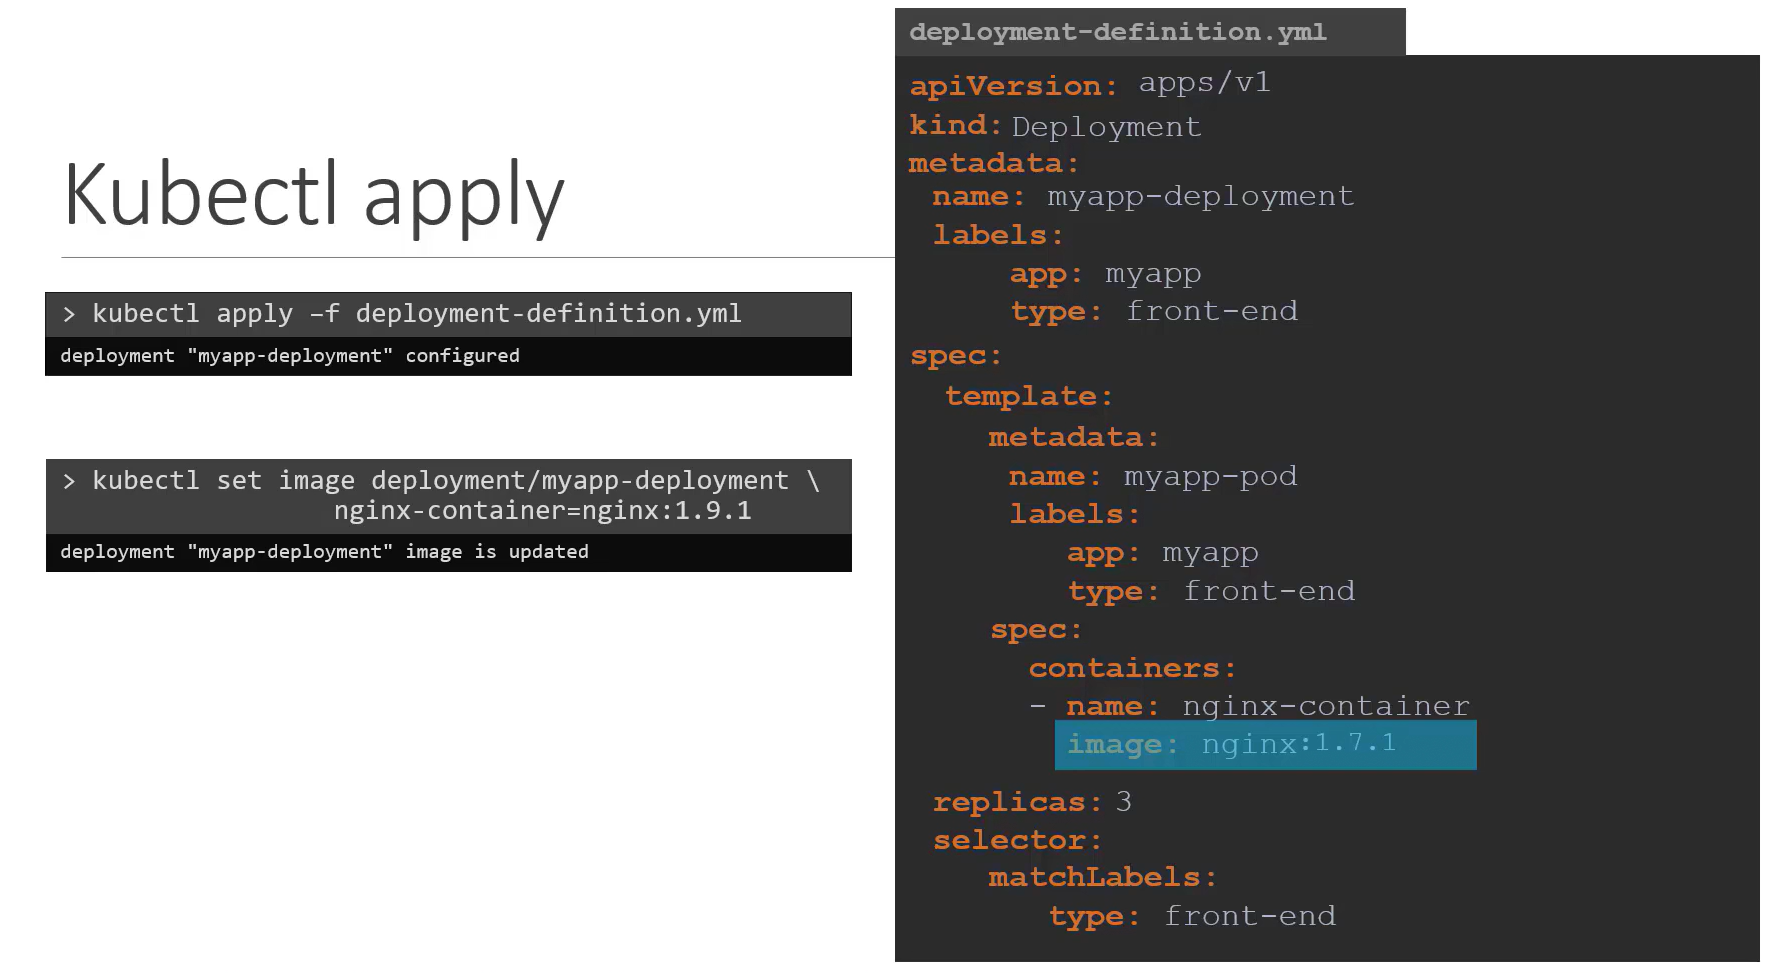 Kubectl apply
> kubectl apply –f deployment-definition.yml
deployment "myapp-deployment" configured
> kubectl set image deployment/myapp-deployment \
nginx-container=nginx:1.9.1
deployment "myapp-deployment" image is updated
deployment-definition.yml
apiVersion: apps/v1
kind: Deployment
metadata:
name: myapp-deployment
labels:
app: myapp
type: front-end
spec:
template:
metadata:
name: myapp-pod
labels:
app: myapp
type: front-end
spec:
containers:
- name: nginx-container
image: nginx:1.7.1
replicas: 3
selector:
matchLabels:
type: front-end